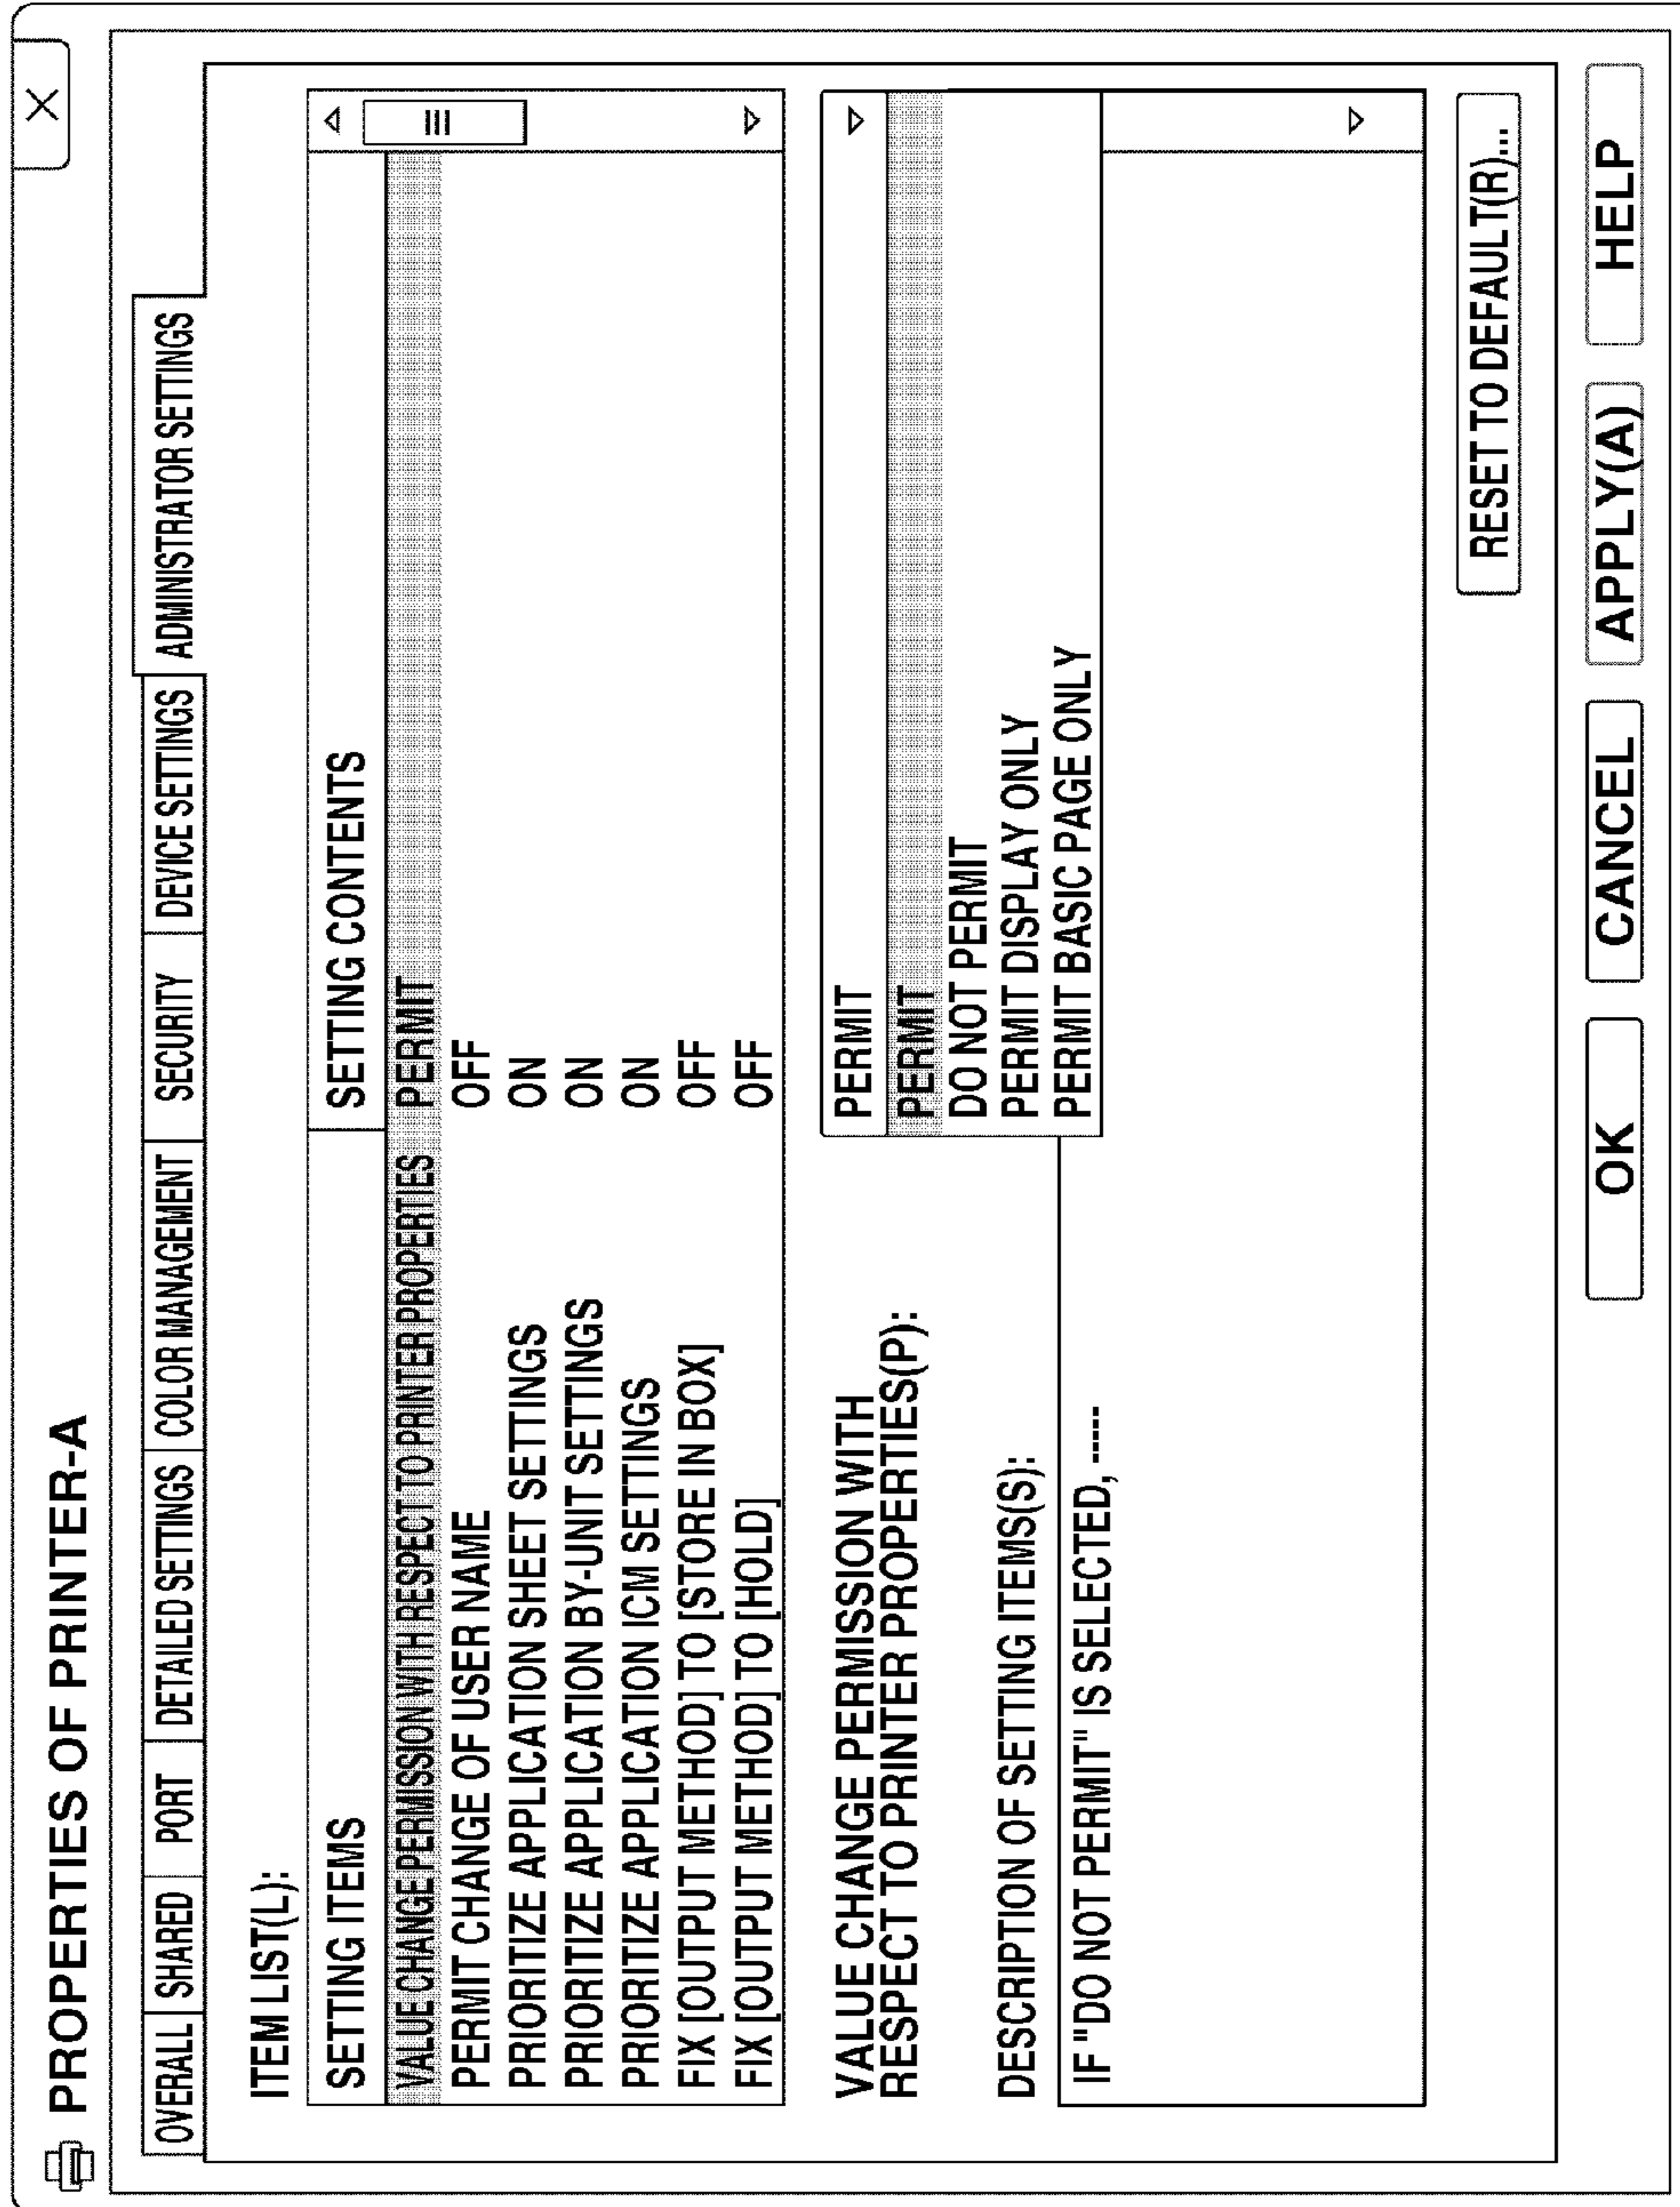 PROPERTIES OF PRINTER-A
OVERALL SHARED PORT DETAILED SETTINGS COLOR MANAGEMENT SECURITY DEVICE SETTINGS ADMINISTRATOR SETTINGS
ITEM LIST(L):
SETTING ITEMS SETTING CONTENTS
VALUE CHANGE PERMISSION WITH RESPECT TO PRINTER PROPERTIES PERMIT
PERMIT CHANGE OF USER NAME OFF
PRIORITIZE APPLICATION SHEET SETTINGS ON
PRIORITIZE APPLICATION BY-UNIT SETTINGS ON
PRIORITIZE APPLICATION ICM SETTINGS ON
FIX [OUTPUT METHOD] TO [STORE IN BOX] OFF
FIX [OUTPUT METHOD] TO [HOLD] OFF
VALUE CHANGE PERMISSION WITH
RESPECT TO PRINTER PROPERTIES(P):
PERMIT
PERMIT
DO NOT PERMIT
PERMIT DISPLAY ONLY
PERMIT BASIC PAGE ONLY
DESCRIPTION OF SETTING ITEMS(S):
IF "DO NOT PERMIT" IS SELECTED, -----
RESET TO DEFAULT(R)...
OK CANCEL APPLY(A) HELP